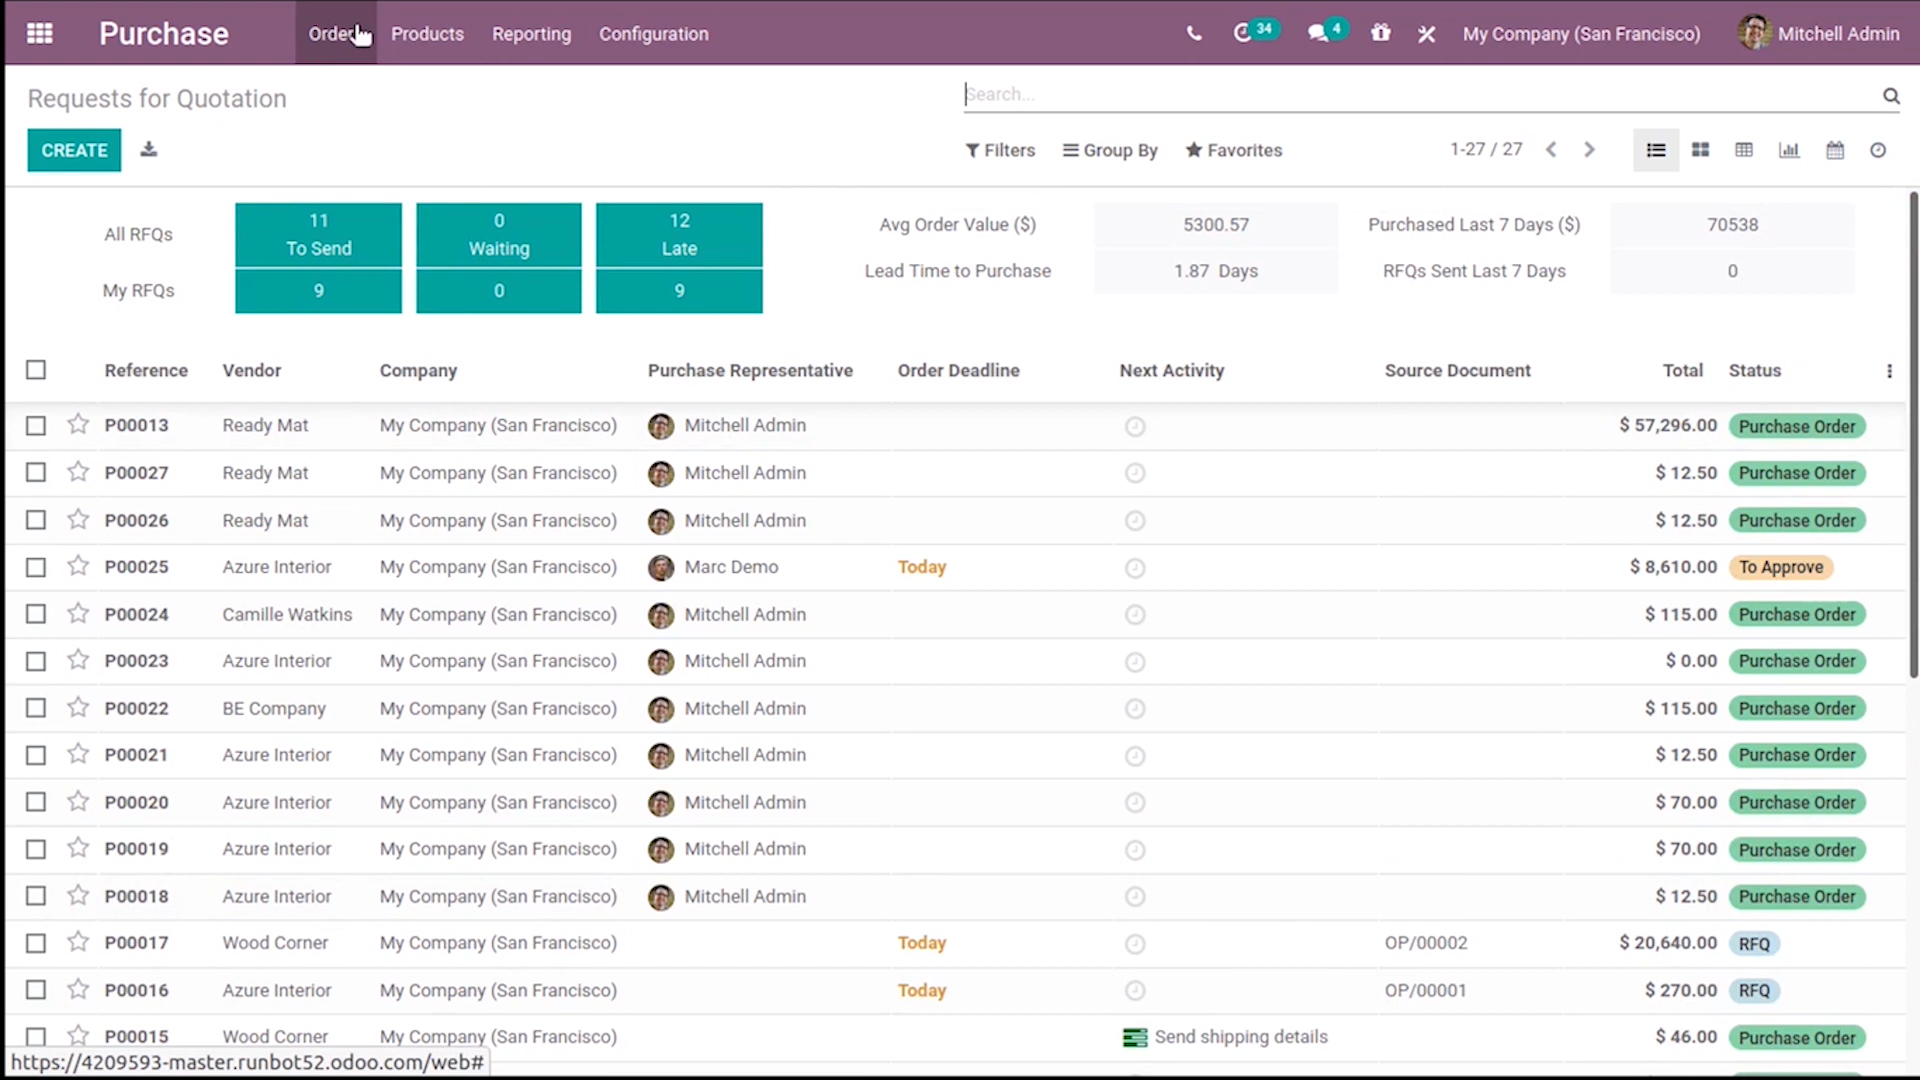 Purchase Orders Products Reporting Configuration 34 4 My Company (San Francisco) Mitchell Admin
Requests for Quotation Search...
CREATE Filters Group By Favorites 1-27 / 27
All RFQs 11 To Send 0 Waiting 12 Late Avg Order Value ($) 5300.57 Purchased Last 7 Days ($) 70538
My RFQs 9 0 9 Lead Time to Purchase 1.87 Days RFQs Sent Last 7 Days 0
Reference Vendor Company Purchase Representative Order Deadline Next Activity Source Document Total Status
P00013 Ready Mat My Company (San Francisco) Mitchell Admin $ 57,296.00 Purchase Order
P00027 Ready Mat My Company (San Francisco) Mitchell Admin $ 12.50 Purchase Order
P00026 Ready Mat My Company (San Francisco) Mitchell Admin $ 12.50 Purchase Order
P00025 Azure Interior My Company (San Francisco) Marc Demo Today $ 8,610.00 To Approve
P00024 Camille Watkins My Company (San Francisco) Mitchell Admin $ 115.00 Purchase Order
P00023 Azure Interior My Company (San Francisco) Mitchell Admin $ 0.00 Purchase Order
P00022 BE Company My Company (San Francisco) Mitchell Admin $ 115.00 Purchase Order
P00021 Azure Interior My Company (San Francisco) Mitchell Admin $ 12.50 Purchase Order
P00020 Azure Interior My Company (San Francisco) Mitchell Admin $ 70.00 Purchase Order
P00019 Azure Interior My Company (San Francisco) Mitchell Admin $ 70.00 Purchase Order
P00018 Azure Interior My Company (San Francisco) Mitchell Admin $ 12.50 Purchase Order
P00017 Wood Corner My Company (San Francisco) Today OP/00002 $ 20,640.00 RFQ
P00016 Azure Interior My Company (San Francisco) Today OP/00001 $ 270.00 RFQ
P00015 Wood Corner My Company (San Francisco) Send shipping details $ 46.00 Purchase Order
https://4209593-master.runbot52.odoo.com/web#